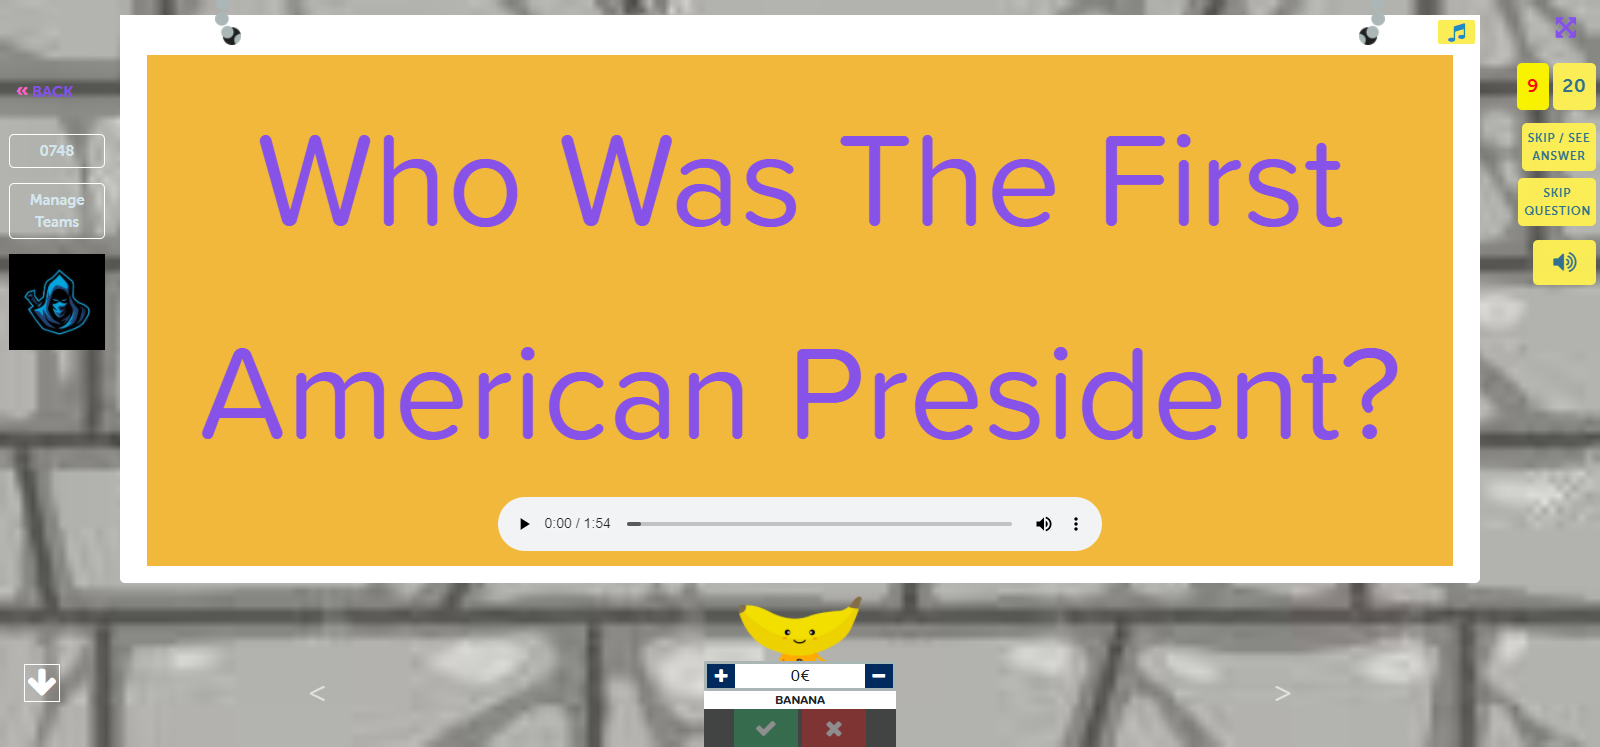 « BACK
0748
Manage
Teams
Who Was The First
American President?
0:00 / 1:54
9 20
SKIP / SEE
ANSWER
SKIP
QUESTION
<
+ 0€ −
BANANA
>